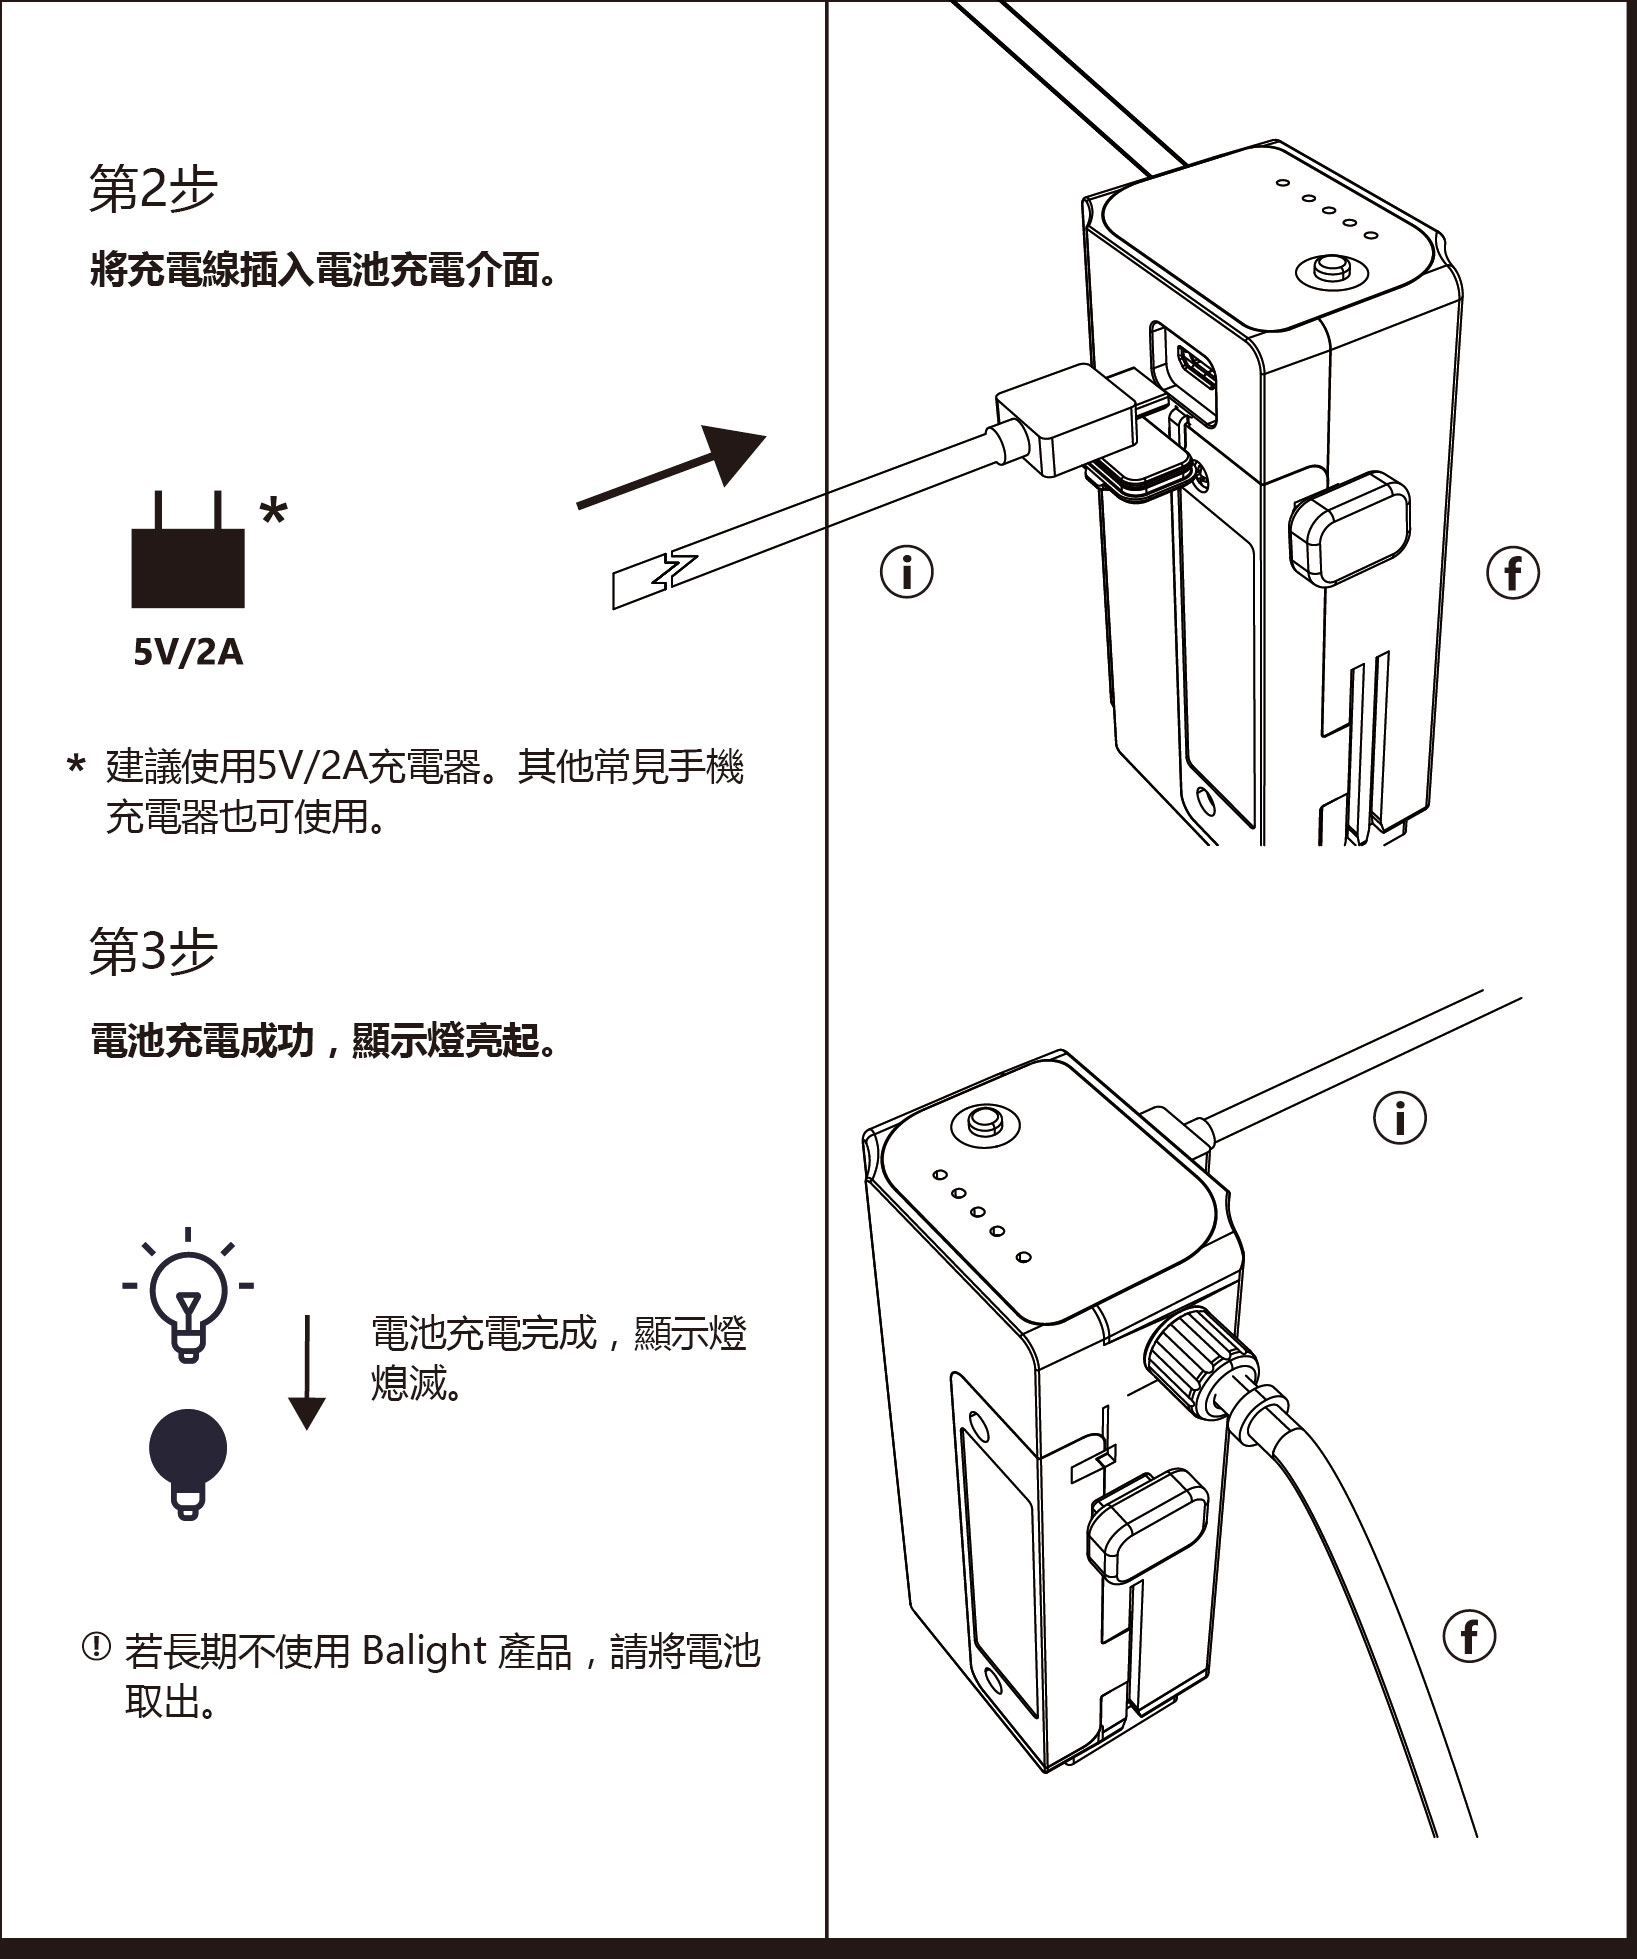 第2步
將充電線插入電池充電介面。
*
5V/2A
* 建議使用5V/2A充電器。其他常見手機
充電器也可使用。
i
f
第3步
電池充電成功，顯示燈亮起。
電池充電完成，顯示燈
熄滅。
! 若長期不使用 Balight 產品，請將電池
取出。
i
f